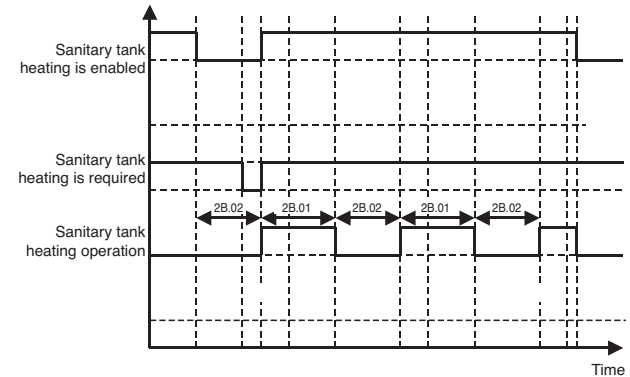 Sanitary tank
heating is enabled
Sanitary tank
heating is required
2B.02 2B.01 2B.02 2B.01 2B.02
Sanitary tank
heating operation
Time